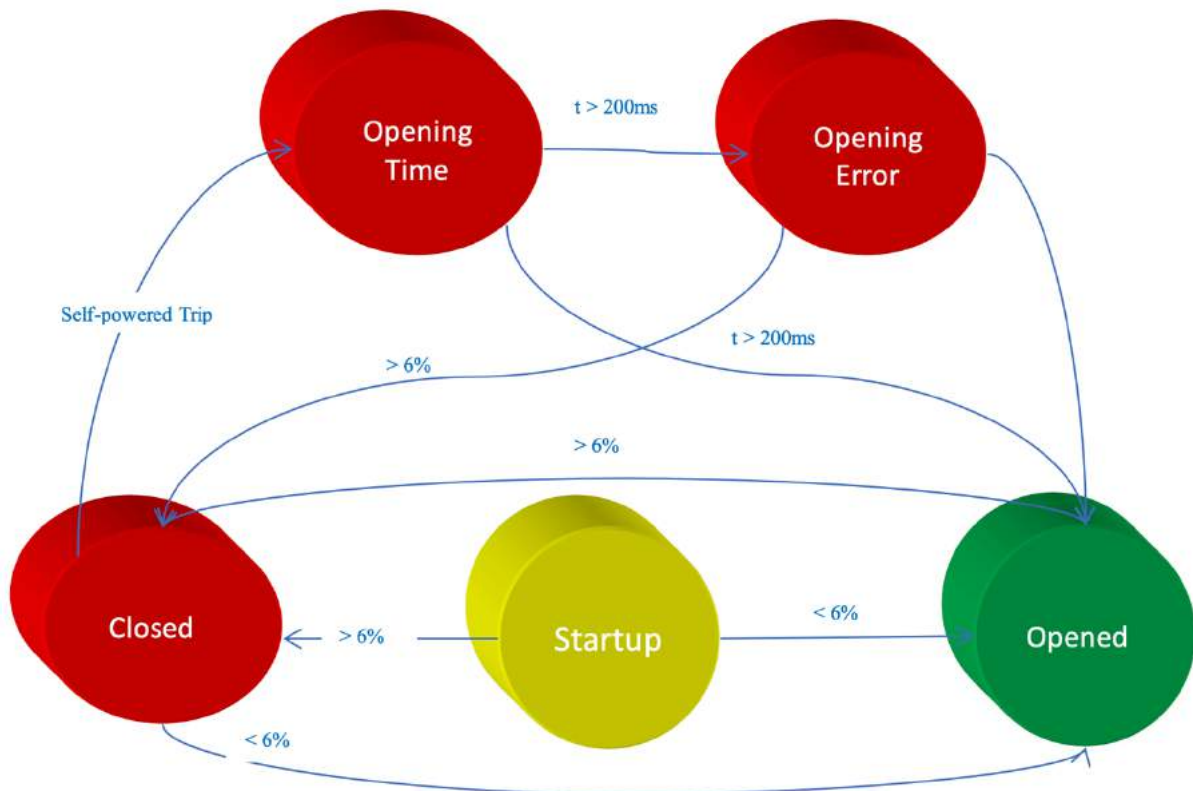 t > 200ms
Opening
Time
Opening
Error
Self-powered Trip
t > 200ms
> 6%
> 6%
< 6%
Closed
> 6%
Startup
Opened
< 6%